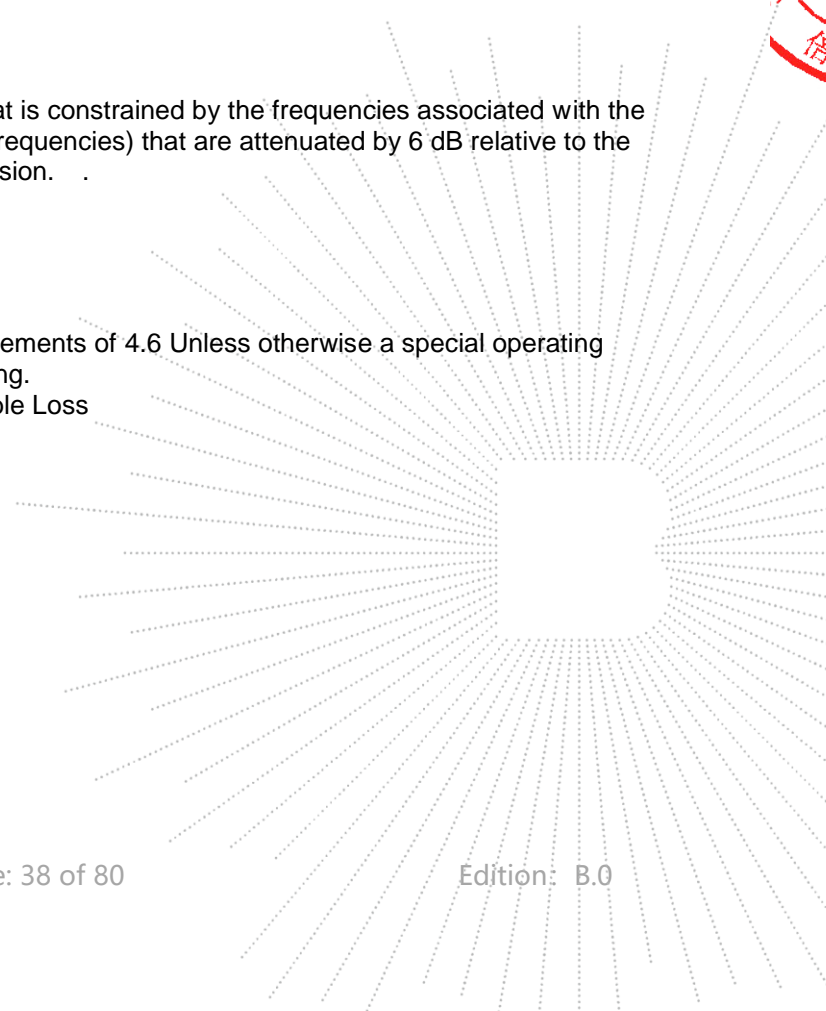 at is constrained by the frequencies associated with the
requencies) that are attenuated by 6 dB relative to the
sion. .
ements of 4.6 Unless otherwise a special operating
ng.
ole Loss
e: 38 of 80 Edition: B.0